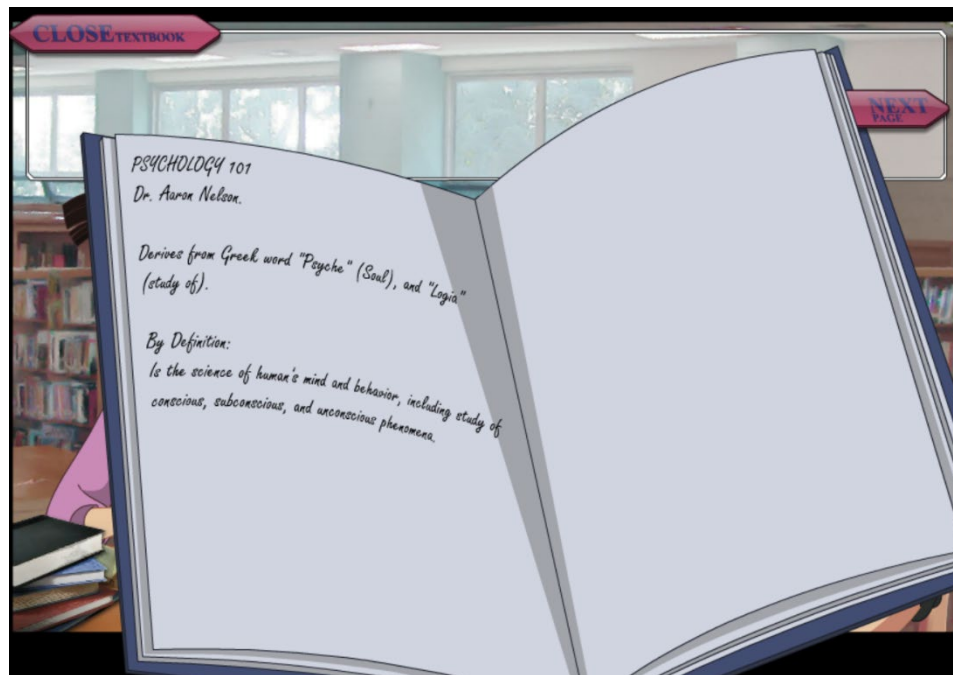 CLOSE TEXTBOOK
NEXT
PAGE
PSYCHOLOGY 101
Dr. Aaron Nelson.
Derives from Greek word "Psyche" (Soul), and "Logia"
(study of).
By Definition:
Is the science of human's mind and behavior, including study of
conscious, subconscious, and unconscious phenomena.